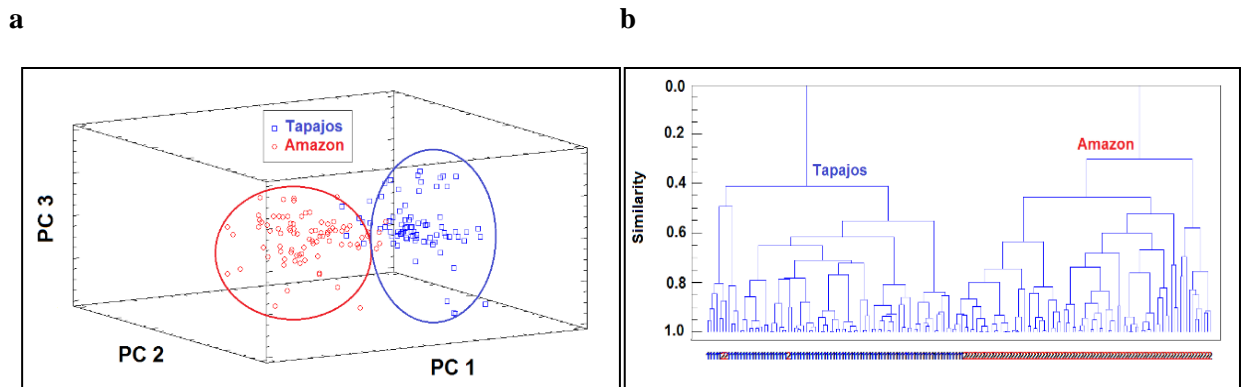 a
b
Tapajos
Amazon
PC 3
PC 2
PC 1
0.0
0.2
0.4
0.6
0.8
1.0
Similarity
Tapajos
Amazon